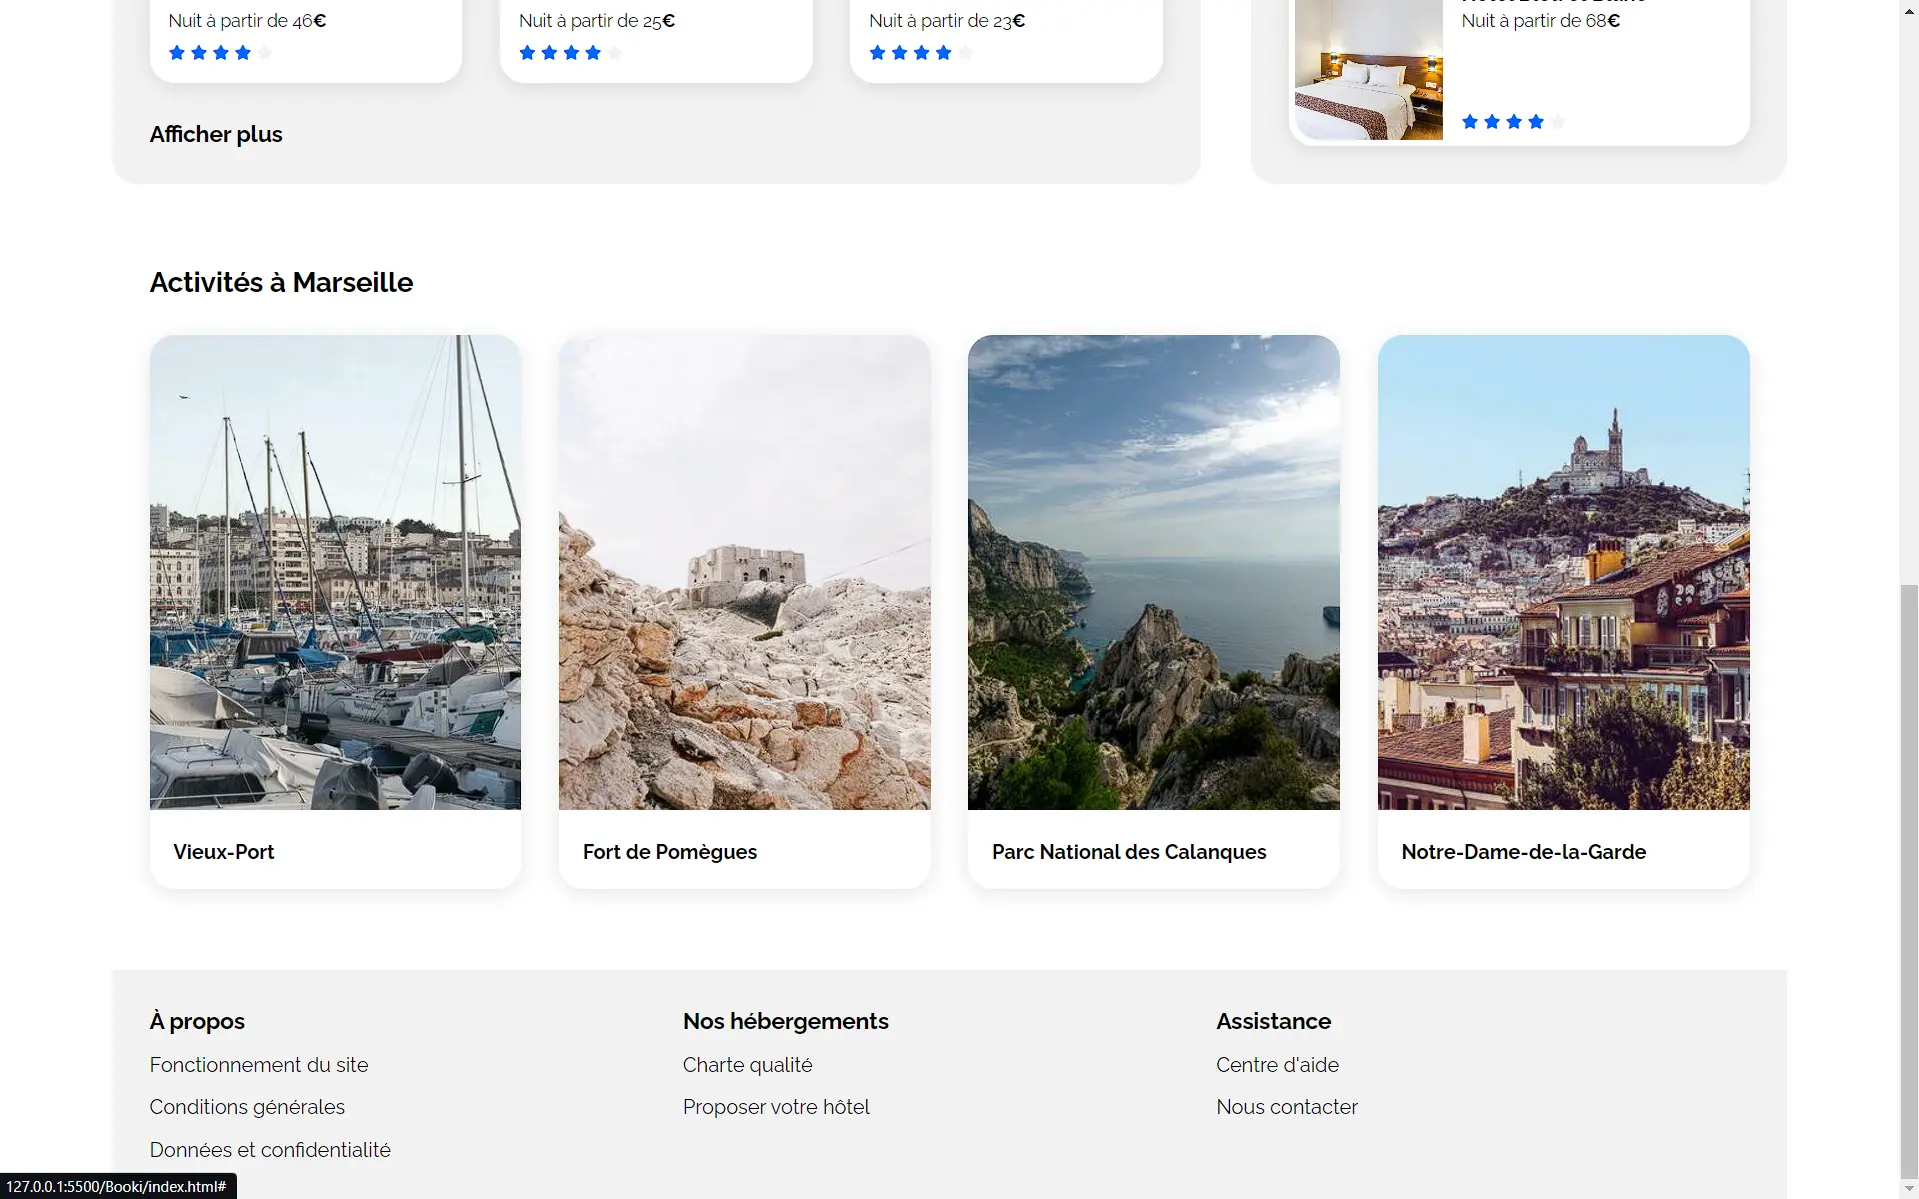 Nuit à partir de 46€
Nuit à partir de 25€
Nuit à partir de 23€
Nuit à partir de 68€
Afficher plus
Activités à Marseille
Vieux-Port
Fort de Pomègues
Parc National des Calanques
Notre-Dame-de-la-Garde
À propos
Fonctionnement du site
Conditions générales
Données et confidentialité
Nos hébergements
Charte qualité
Proposer votre hôtel
Assistance
Centre d'aide
Nous contacter
127.0.0.1:5500/Booki/index.html#